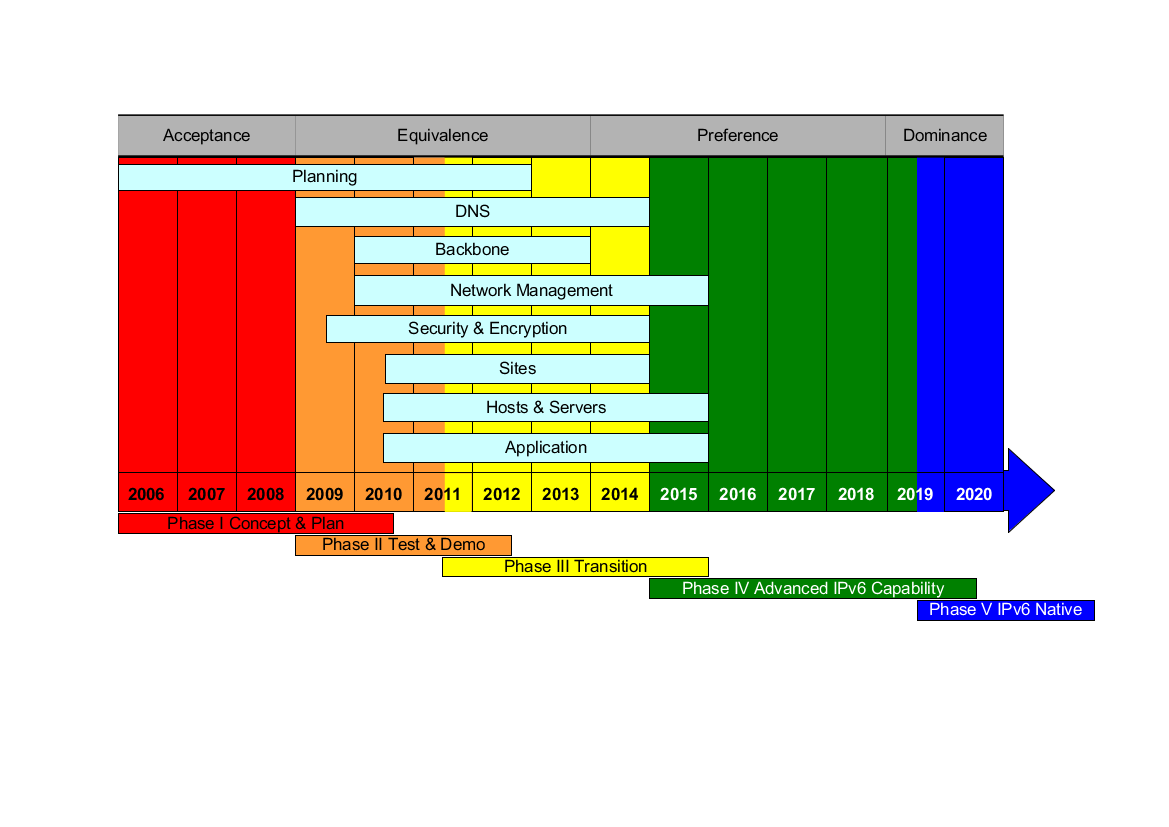 Acceptance Equivalence Preference Dominance
Planning
DNS
Backbone
Network Management
Security & Encryption
Sites
Hosts & Servers
Application
2006 2007 2008 2009 2010 2011 2012 2013 2014 2015 2016 2017 2018 2019 2020
Phase I Concept & Plan
Phase II Test & Demo
Phase III Transition
Phase IV Advanced IPv6 Capability
Phase V IPv6 Native